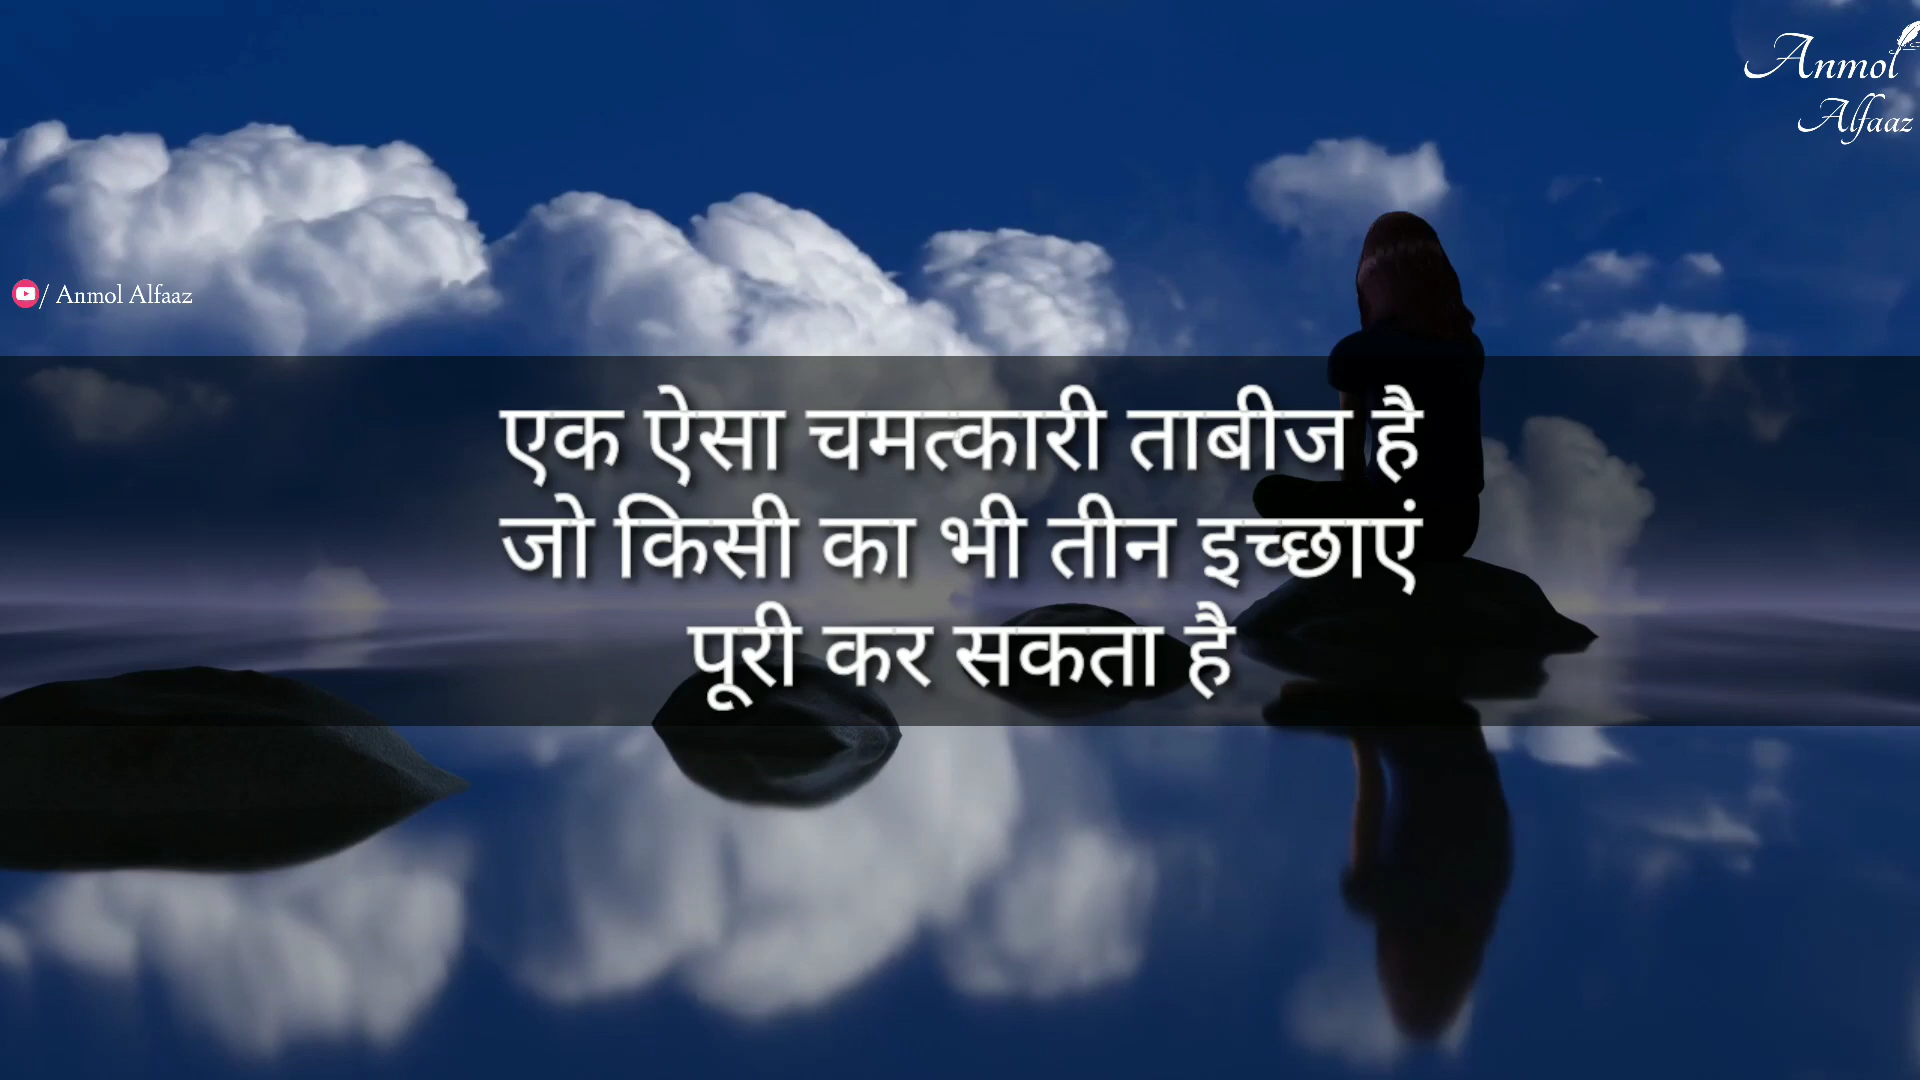 Anmol
Alfaaz
/ Anmol Alfaaz
एक ऐसा चमत्कारी ताबीज है
जो किसी का भी तीन इच्छाएं
पूरी कर सकता है